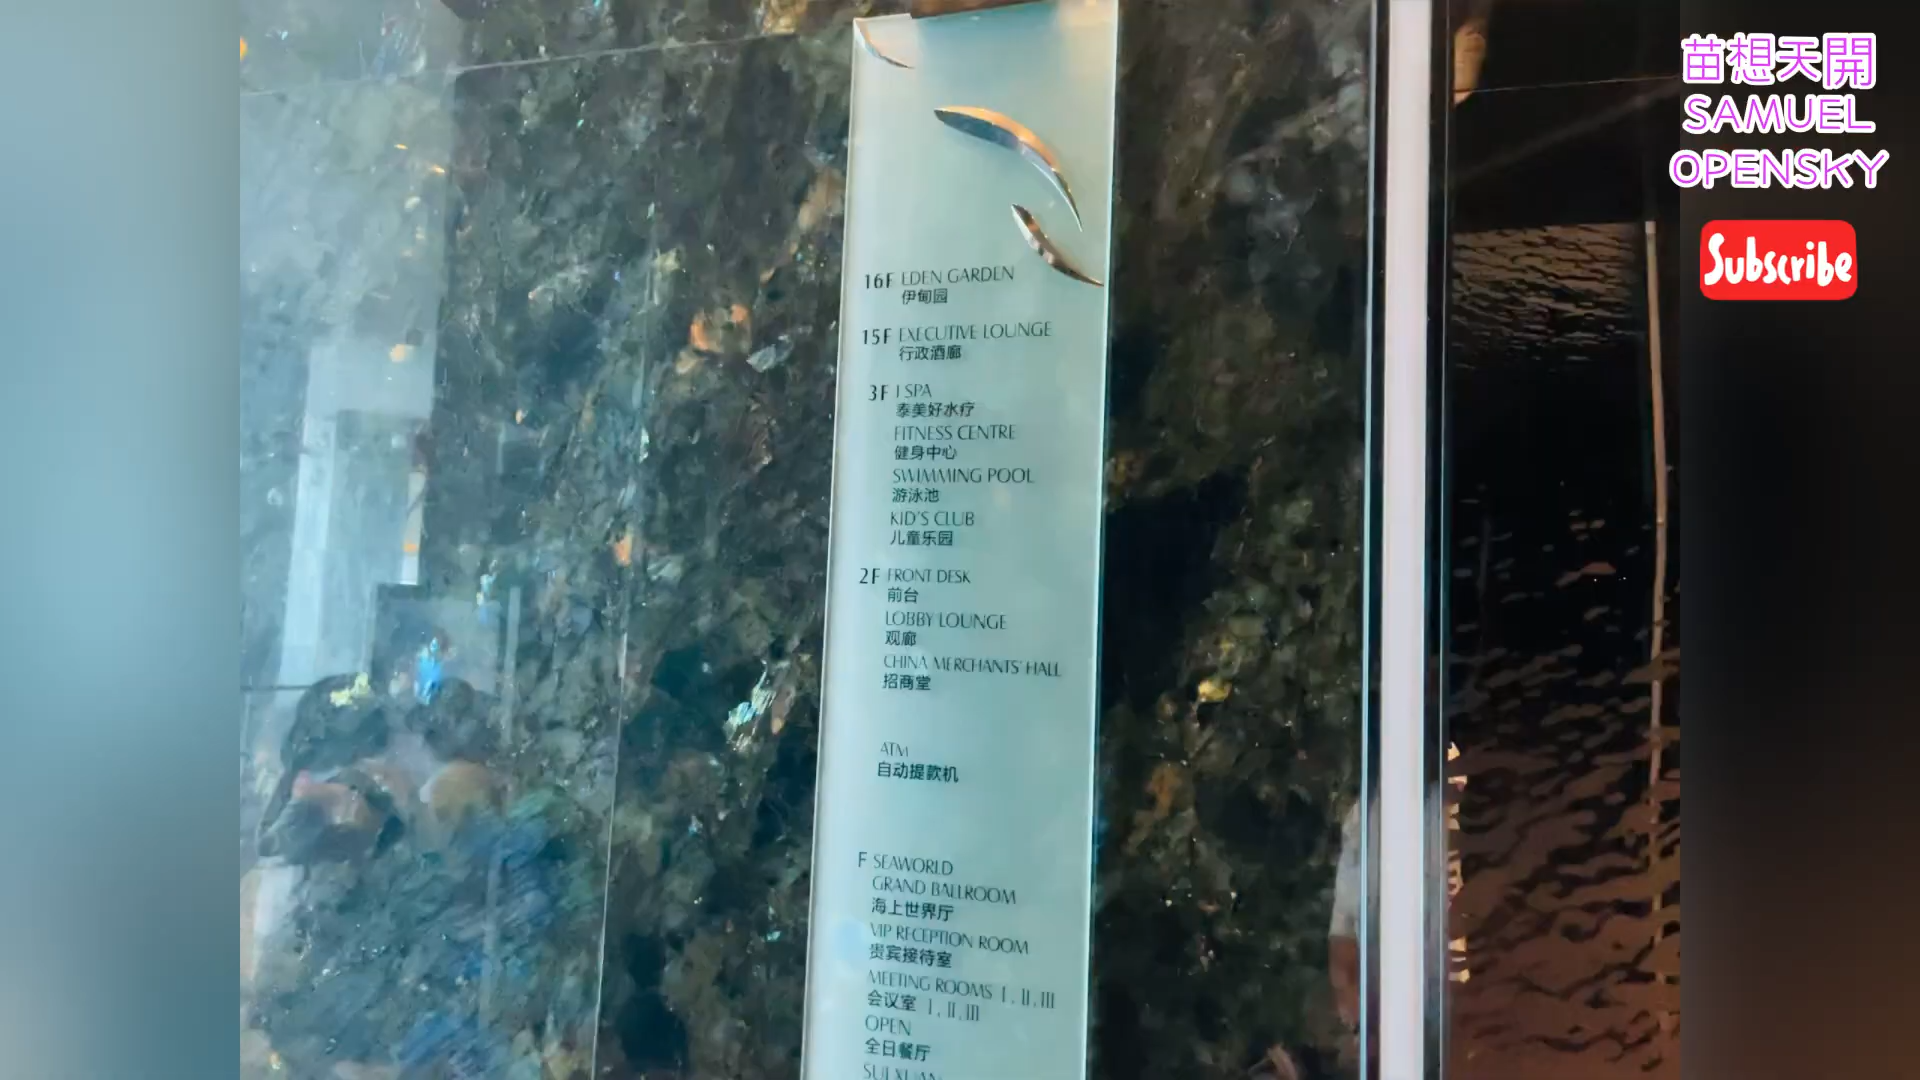 16F EDEN GARDEN
伊甸园
15F EXECUTIVE LOUNGE
行政酒廊
3F I SPA
泰美好水疗
FITNESS CENTRE
健身中心
SWIMMING POOL
游泳池
KID'S CLUB
儿童乐园
2F FRONT DESK
前台
LOBBY LOUNGE
观廊
CHINA MERCHANTS' HALL
招商堂
ATM
自动提款机
F SEAWORLD
GRAND BALLROOM
海上世界厅
VIP RECEPTION ROOM
贵宾接待室
MEETING ROOMS I, II, III
会议室 I, II, III
OPEN
全日餐厅
苗想天開
SAMUEL
OPENSKY
Subscribe